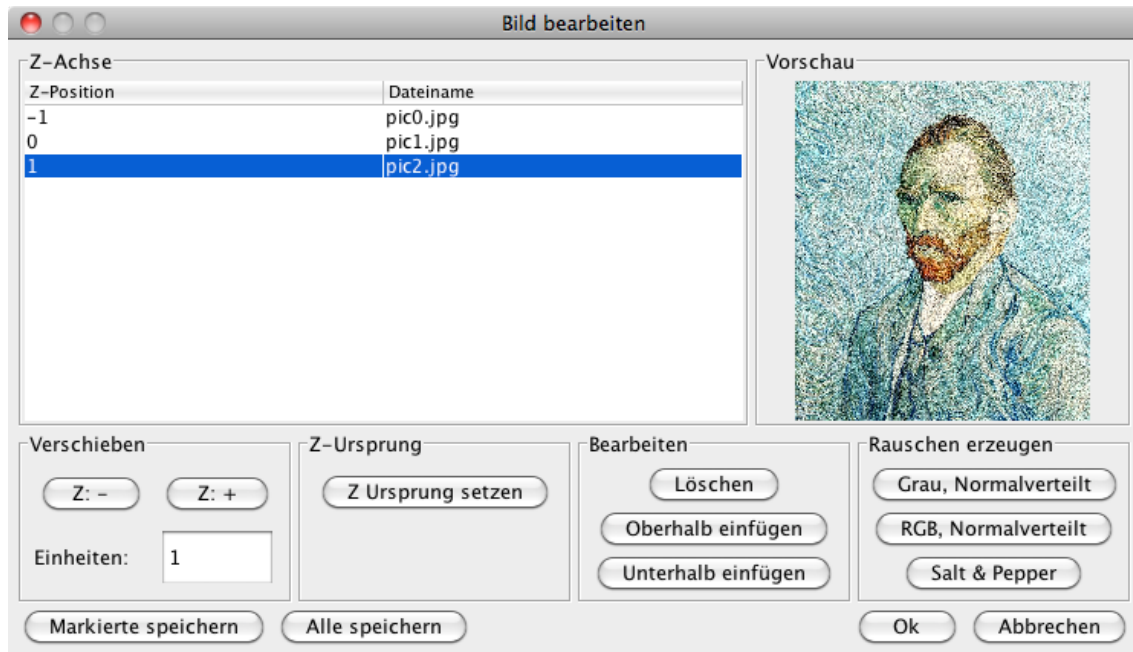 Bild bearbeiten
Z-Achse
Z-Position Dateiname
-1 pic0.jpg
0 pic1.jpg
1 pic2.jpg
Vorschau
Verschieben
Z: - Z: +
Einheiten: 1
Z-Ursprung
Z Ursprung setzen
Bearbeiten
Löschen
Oberhalb einfügen
Unterhalb einfügen
Rauschen erzeugen
Grau, Normalverteilt
RGB, Normalverteilt
Salt & Pepper
Markierte speichern Alle speichern Ok Abbrechen